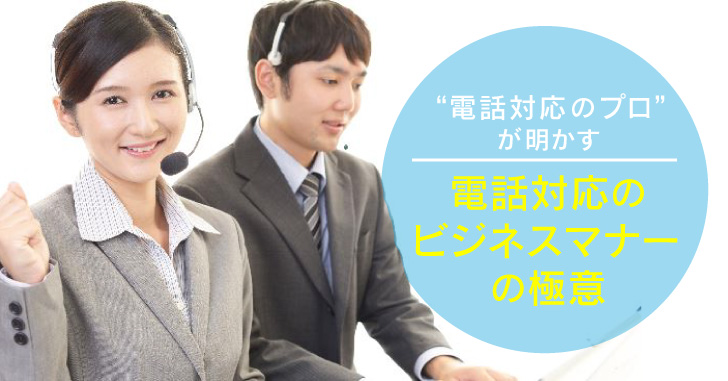 “電話対応のプロ”
が明かす
電話対応の
ビジネスマナー
の極意